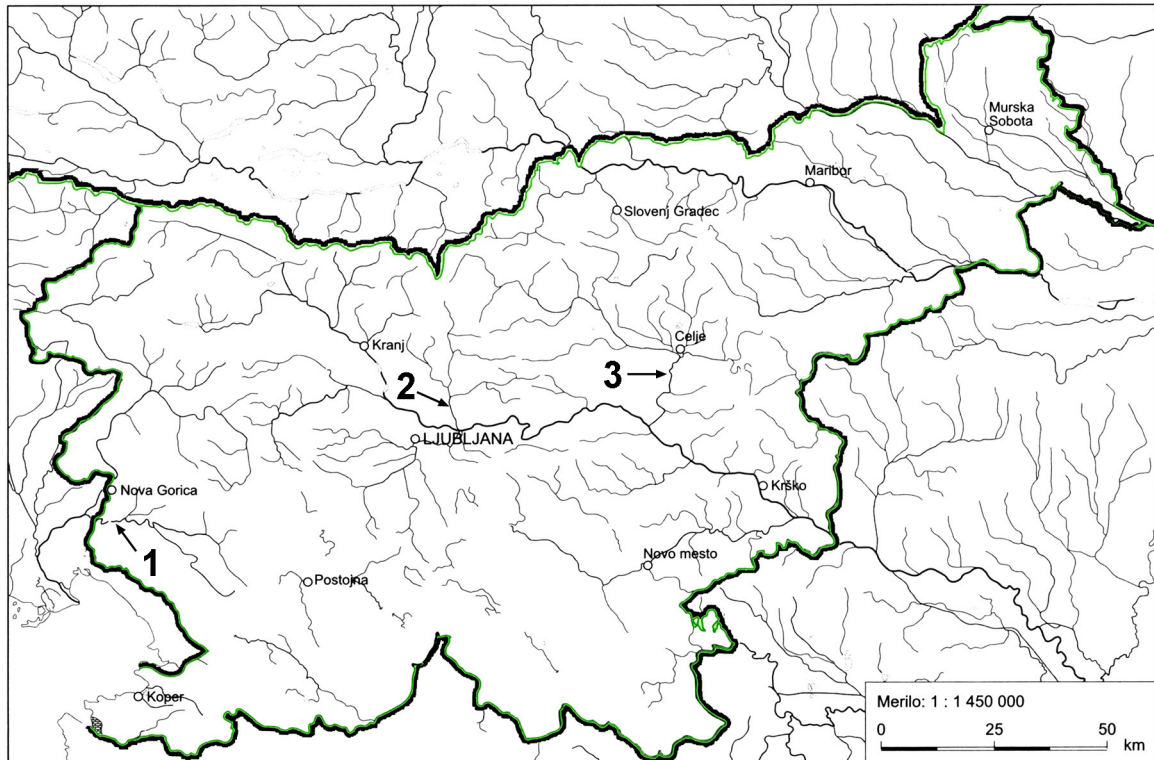 Murska
Sobota
Maribor
Slovenj Gradec
Celje
Kranj
2
3
LJUBLJANA
Nova Gorica
Krško
1
Novo mesto
Postojna
Koper
Merilo: 1 : 1 450 000
0 25 50
km